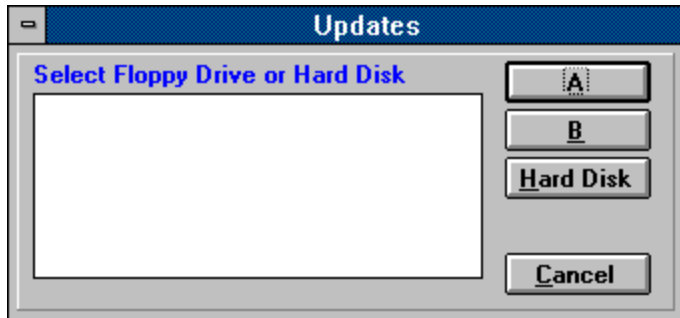 Updates
Select Floppy Drive or Hard Disk
A
B
Hard Disk
Cancel